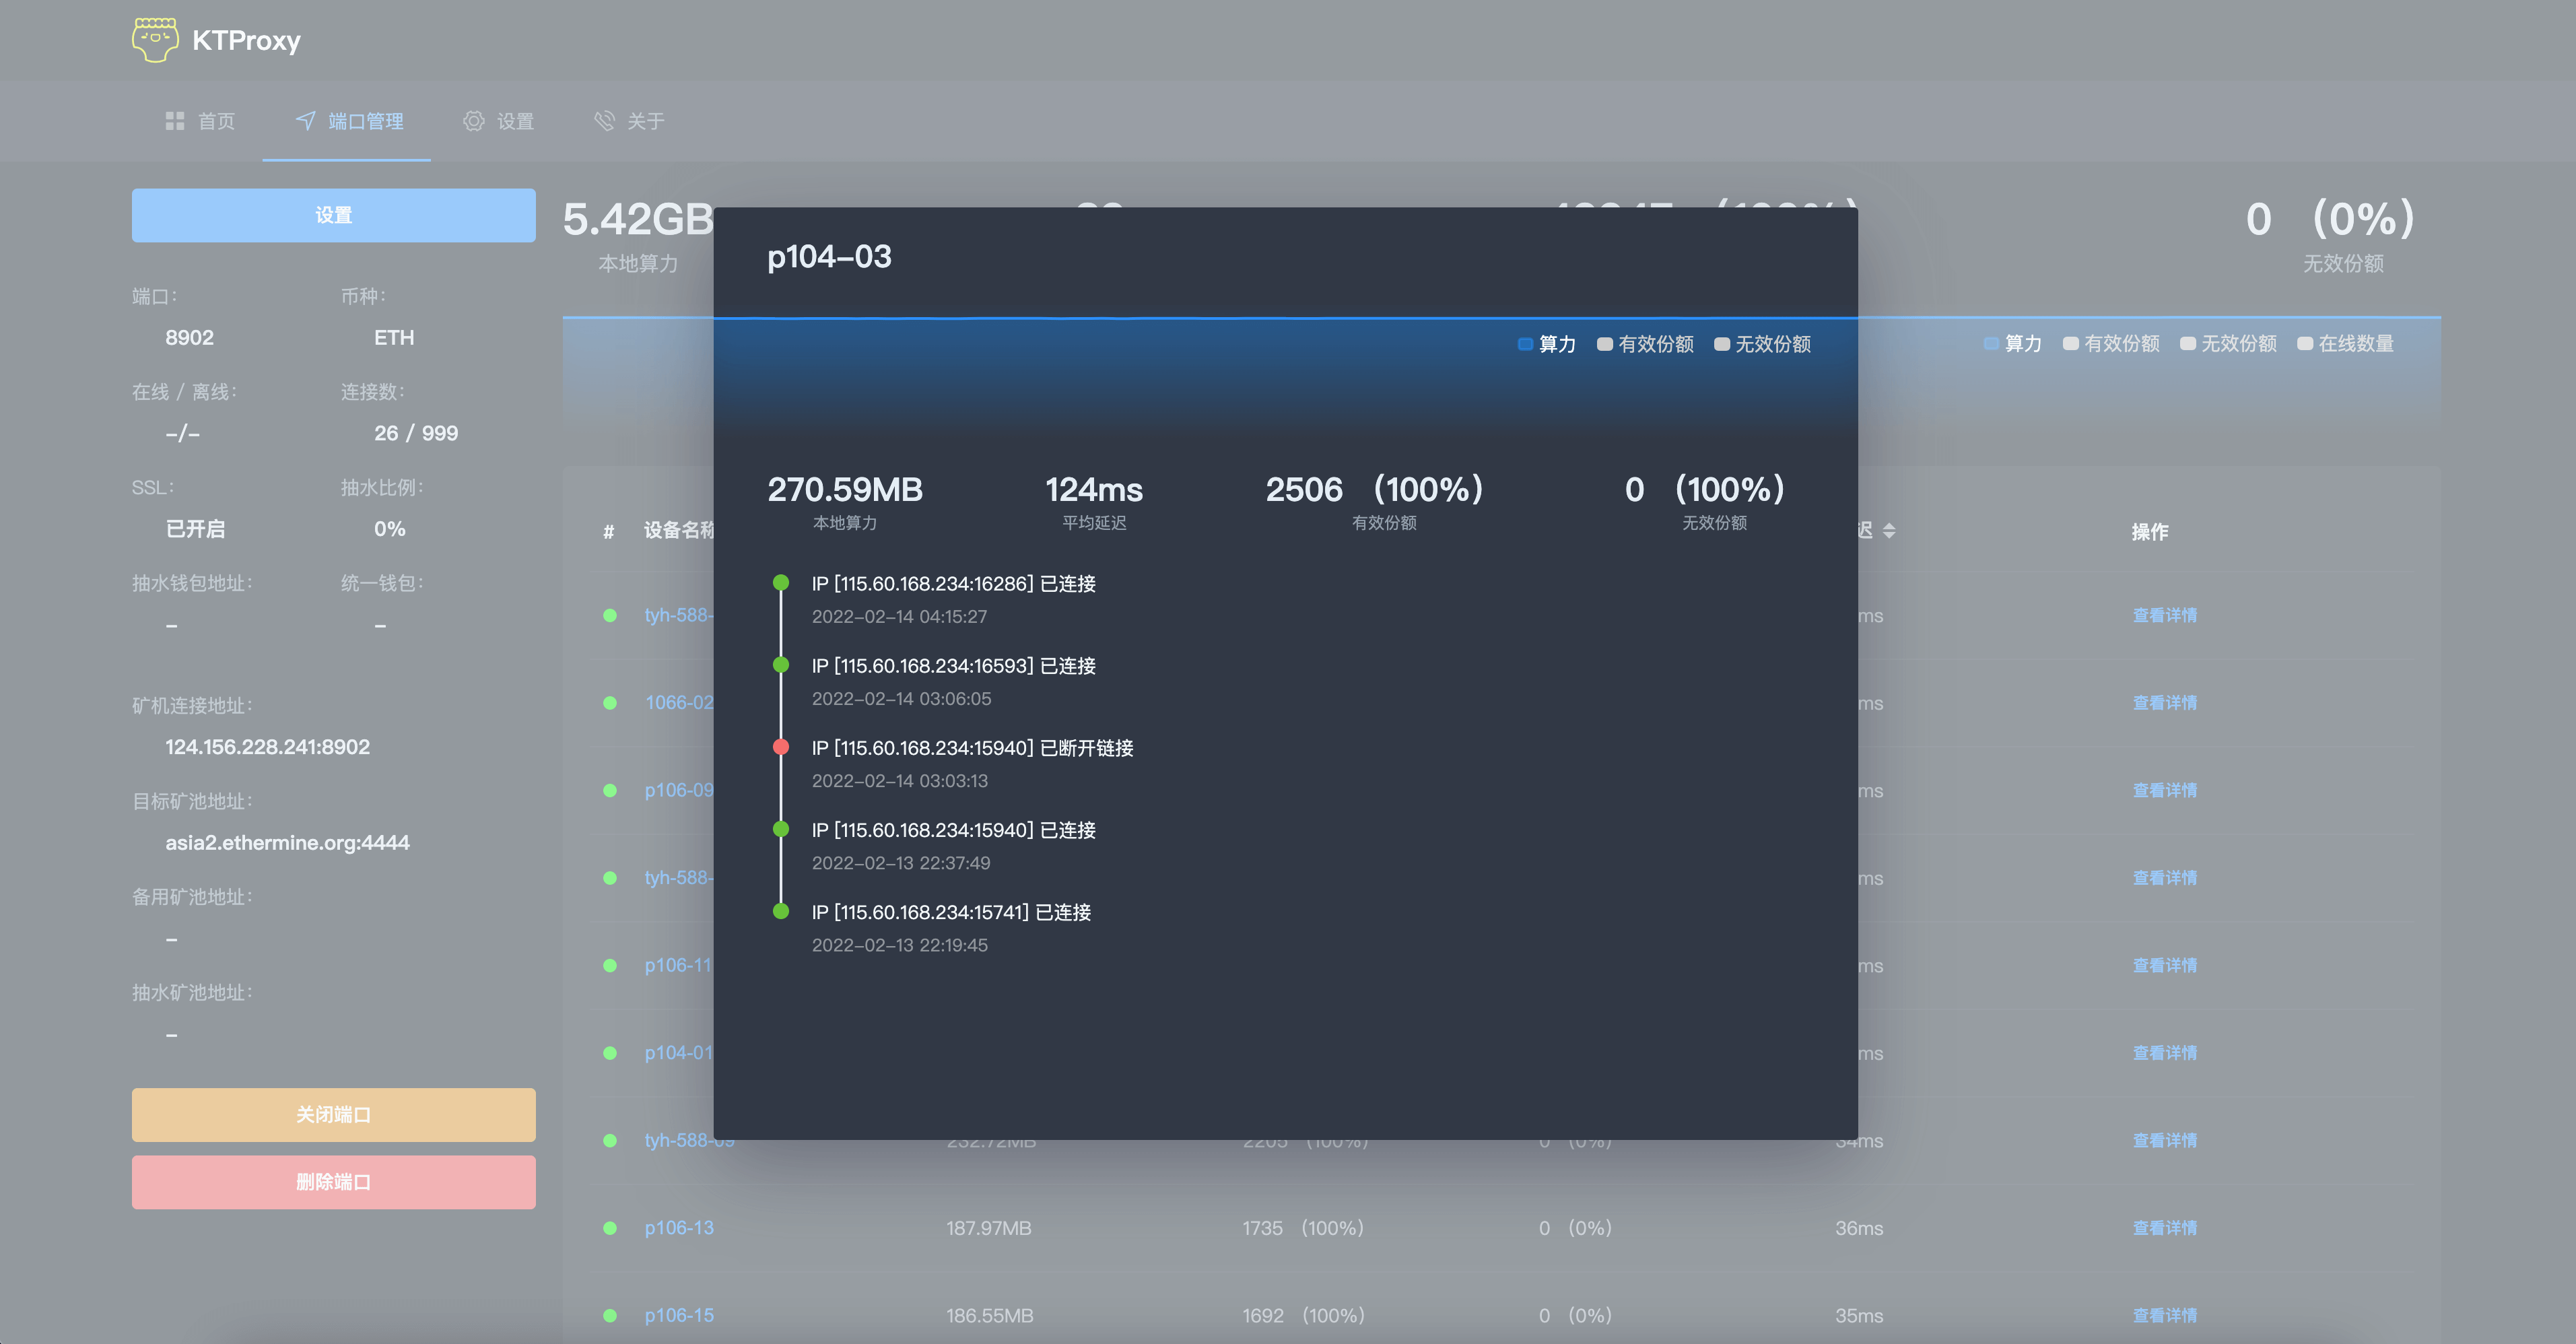 KTProxy
首页 端口管理 设置 关于
设置
端口：
币种：
8902
ETH
在线 / 离线：
连接数：
-/-
26 / 999
SSL：
抽水比例：
已开启
0%
抽水钱包地址：
统一钱包：
-
-
矿机连接地址：
124.156.228.241:8902
目标矿池地址：
asia2.ethermine.org:4444
备用矿池地址：
-
抽水矿池地址：
-
关闭端口
删除端口
5.42GB
本地算力
0 (0%)
无效份额
算力 有效份额 无效份额 在线数量
p104-03
算力 有效份额 无效份额
270.59MB 124ms 2506 (100%) 0 (100%)
本地算力 平均延迟 有效份额 无效份额
IP [115.60.168.234:16286] 已连接
2022-02-14 04:15:27
IP [115.60.168.234:16593] 已连接
2022-02-14 03:06:05
IP [115.60.168.234:15940] 已断开链接
2022-02-14 03:03:13
IP [115.60.168.234:15940] 已连接
2022-02-13 22:37:49
IP [115.60.168.234:15741] 已连接
2022-02-13 22:19:45
# 设备名称 迟 操作
tyh-588- ms 查看详情
1066-02 ms 查看详情
p106-09 ms 查看详情
tyh-588- ms 查看详情
p106-11 ms 查看详情
p104-01 ms 查看详情
tyh-588-09 232.72MB 2265 (100%) 0 (0%) 34ms 查看详情
p106-13 187.97MB 1735 (100%) 0 (0%) 36ms 查看详情
p106-15 186.55MB 1692 (100%) 0 (0%) 35ms 查看详情